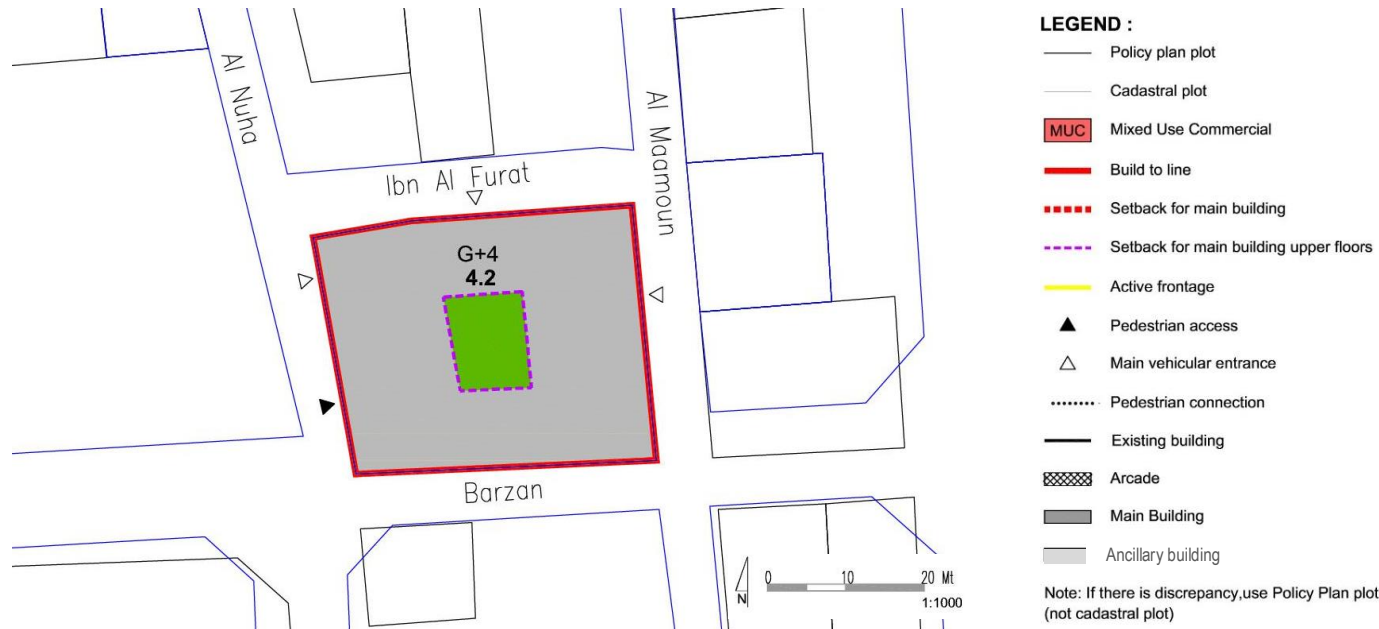 Al Nuha
Al Maamoun
Ibn Al Furat
G+4
4.2
Barzan
N
0 10 20 Mt
1:1000
LEGEND :
Policy plan plot
Cadastral plot
MUC Mixed Use Commercial
Build to line
Setback for main building
Setback for main building upper floors
Active frontage
Pedestrian access
Main vehicular entrance
Pedestrian connection
Existing building
Arcade
Main Building
Ancillary building
Note: If there is discrepancy,use Policy Plan plot
(not cadastral plot)